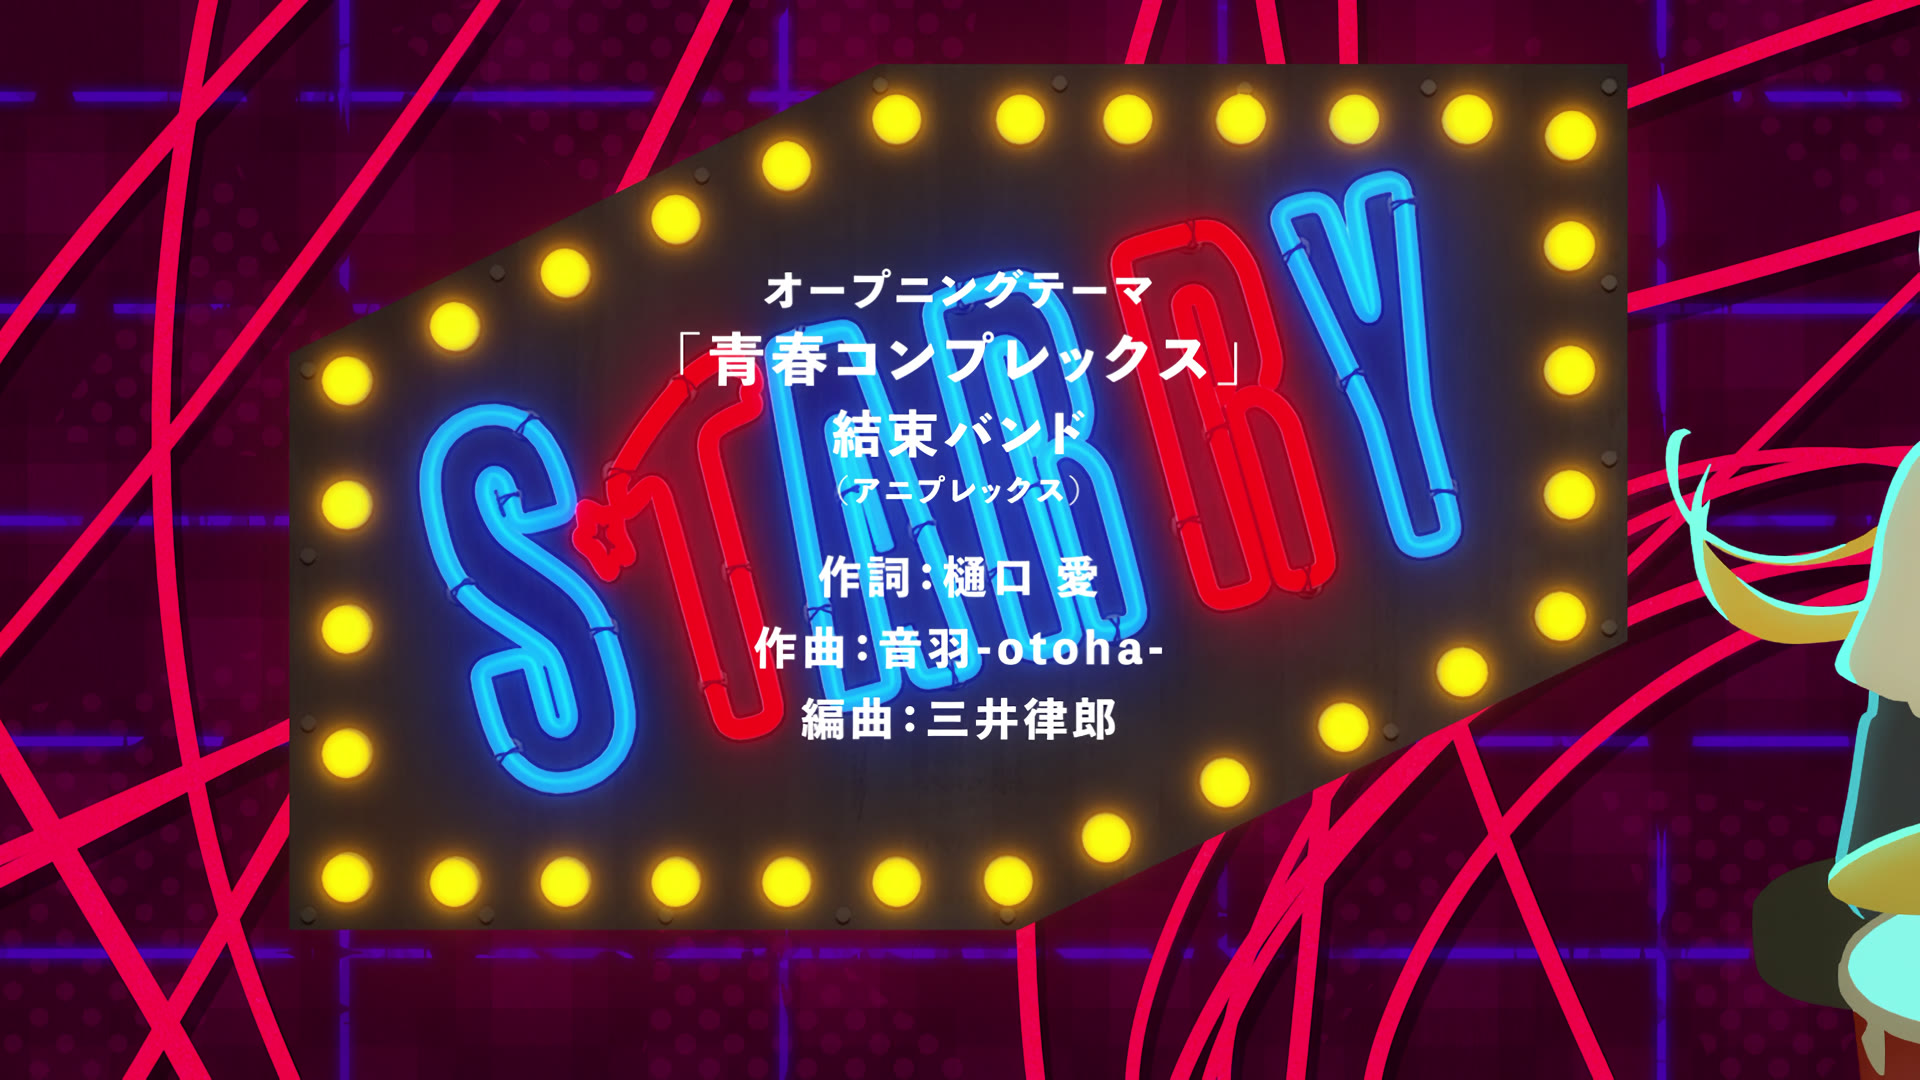 STARRY
オープニングテーマ
「青春コンプレックス」
結束バンド
（アニプレックス）
作詞：樋口 愛
作曲：音羽-otoha-
編曲：三井律郎